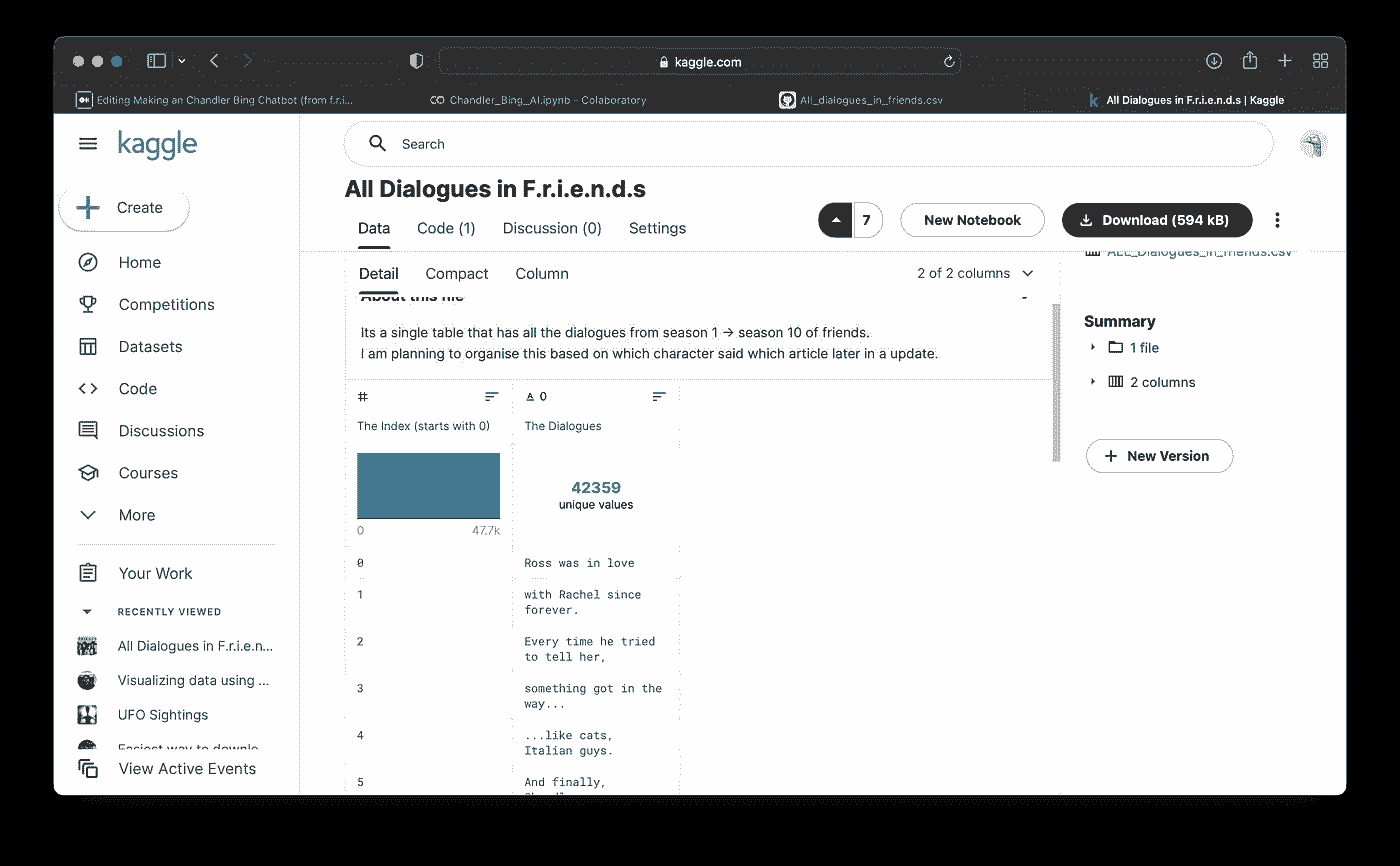 kaggle.com
Editing Making an Chandler Bing Chatbot (from f.r.i...
Chandler_Bing_AI.ipynb - Colaboratory
All_dialogues_in_friends.csv
All Dialogues in F.r.i.e.n.d.s | Kaggle
kaggle
Search
Create
Home
Competitions
Datasets
Code
Discussions
Courses
More
Your Work
RECENTLY VIEWED
All Dialogues in F.r.i.e.n...
Visualizing data using ...
UFO Sightings
Easiest way to downlo...
View Active Events
All Dialogues in F.r.i.e.n.d.s
Data
Code (1)
Discussion (0)
Settings
7
New Notebook
Download (594 kB)
Detail
Compact
Column
2 of 2 columns
About this file
Its a single table that has all the dialogues from season 1 → season 10 of friends.
I am planning to organise this based on which character said which article later in a update.
#
A 0
The Index (starts with 0)
The Dialogues
42359
unique values
0
47.7k
0
Ross was in love
1
with Rachel since
forever.
2
Every time he tried
to tell her,
3
something got in the
way...
4
...like cats,
Italian guys.
5
And finally,
ALL_Dialogues_in_friends.csv
Summary
1 file
2 columns
New Version